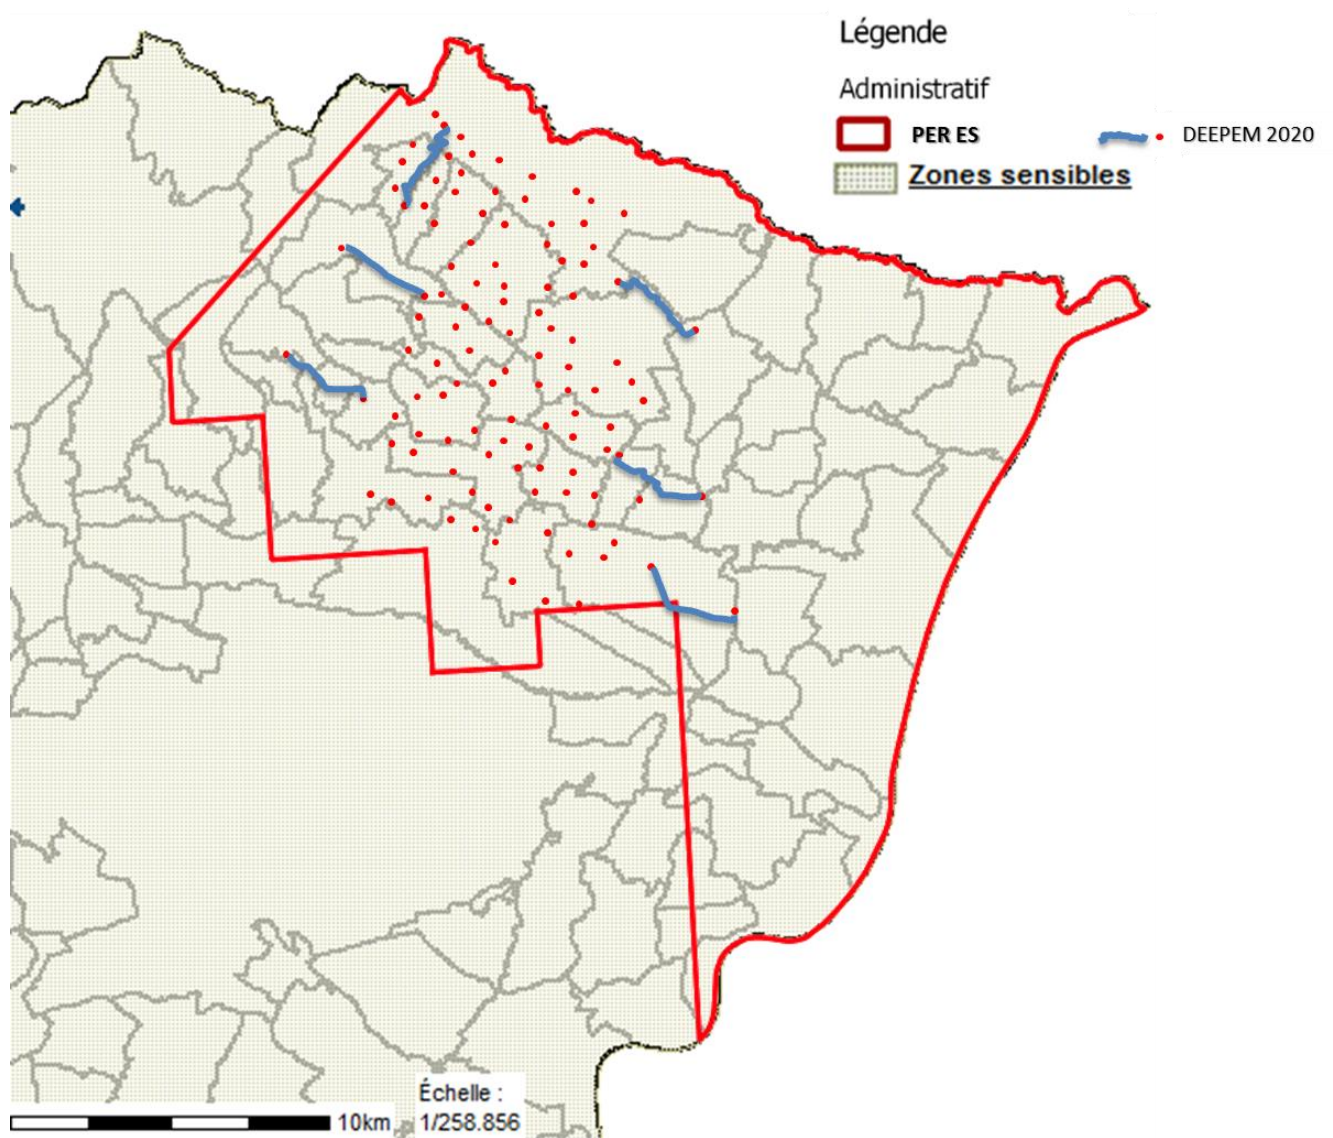 Légende
Administratif
PER ES
DEEPEM 2020
Zones sensibles
Échelle :
10km
1/258.856